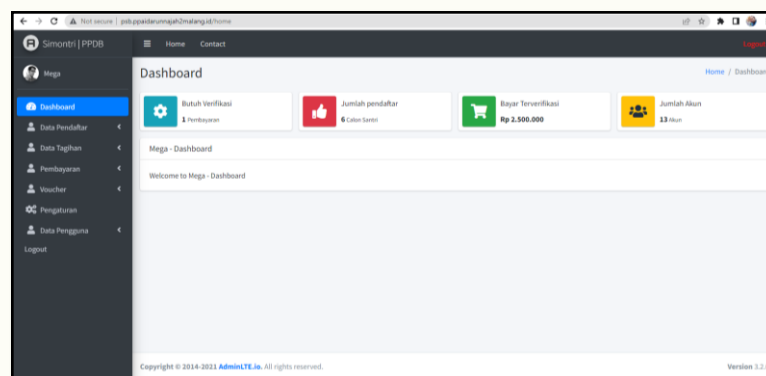 Not secure | psb.ppaidarunnajah2malang.id/home
Simontri | PPDB
Home Contact
Logout
Mega
Dashboard
Home / Dashboar
Dashboard
Data Pendaftar
Data Tagihan
Pembayaran
Voucher
Pengaturan
Data Pengguna
Logout
Butuh Verifikasi
1 Pembayaran
Jumlah pendaftar
6 Calon Santri
Bayar Terverifikasi
Rp 2.500.000
Jumlah Akun
13 Akun
Mega - Dashboard
Welcome to Mega - Dashboard
Copyright © 2014-2021 AdminLTE.io. All rights reserved.
Version 3.2.